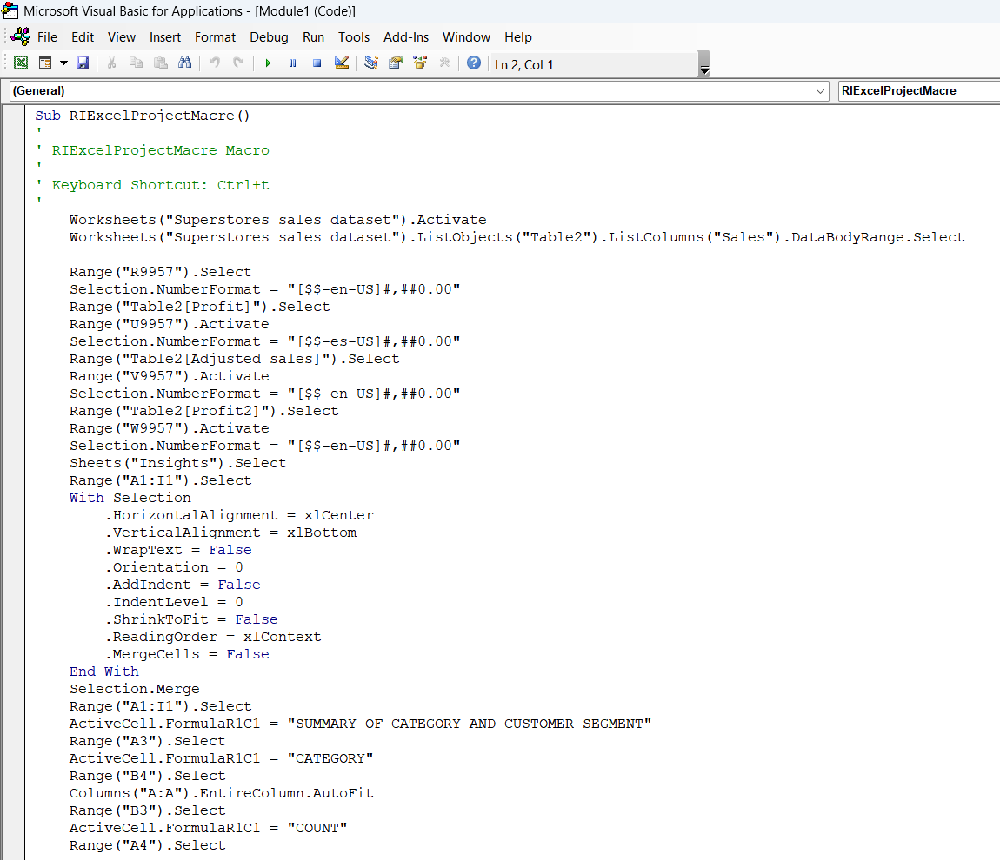 Microsoft Visual Basic for Applications - [Module1 (Code)]
File Edit View Insert Format Debug Run Tools Add-Ins Window Help
Ln 2, Col 1
(General) RIExcelProjectMacre
Sub RIExcelProjectMacre()
'
' RIExcelProjectMacre Macro
'
' Keyboard Shortcut: Ctrl+t
'
    Worksheets("Superstores sales dataset").Activate
    Worksheets("Superstores sales dataset").ListObjects("Table2").ListColumns("Sales").DataBodyRange.Select

    Range("R9957").Select
    Selection.NumberFormat = "[$$-en-US]#,##0.00"
    Range("Table2[Profit]").Select
    Range("U9957").Activate
    Selection.NumberFormat = "[$$-es-US]#,##0.00"
    Range("Table2[Adjusted sales]").Select
    Range("V9957").Activate
    Selection.NumberFormat = "[$$-en-US]#,##0.00"
    Range("Table2[Profit2]").Select
    Range("W9957").Activate
    Selection.NumberFormat = "[$$-en-US]#,##0.00"
    Sheets("Insights").Select
    Range("A1:I1").Select
    With Selection
        .HorizontalAlignment = xlCenter
        .VerticalAlignment = xlBottom
        .WrapText = False
        .Orientation = 0
        .AddIndent = False
        .IndentLevel = 0
        .ShrinkToFit = False
        .ReadingOrder = xlContext
        .MergeCells = False
    End With
    Selection.Merge
    Range("A1:I1").Select
    ActiveCell.FormulaR1C1 = "SUMMARY OF CATEGORY AND CUSTOMER SEGMENT"
    Range("A3").Select
    ActiveCell.FormulaR1C1 = "CATEGORY"
    Range("B4").Select
    Columns("A:A").EntireColumn.AutoFit
    Range("B3").Select
    ActiveCell.FormulaR1C1 = "COUNT"
    Range("A4").Select